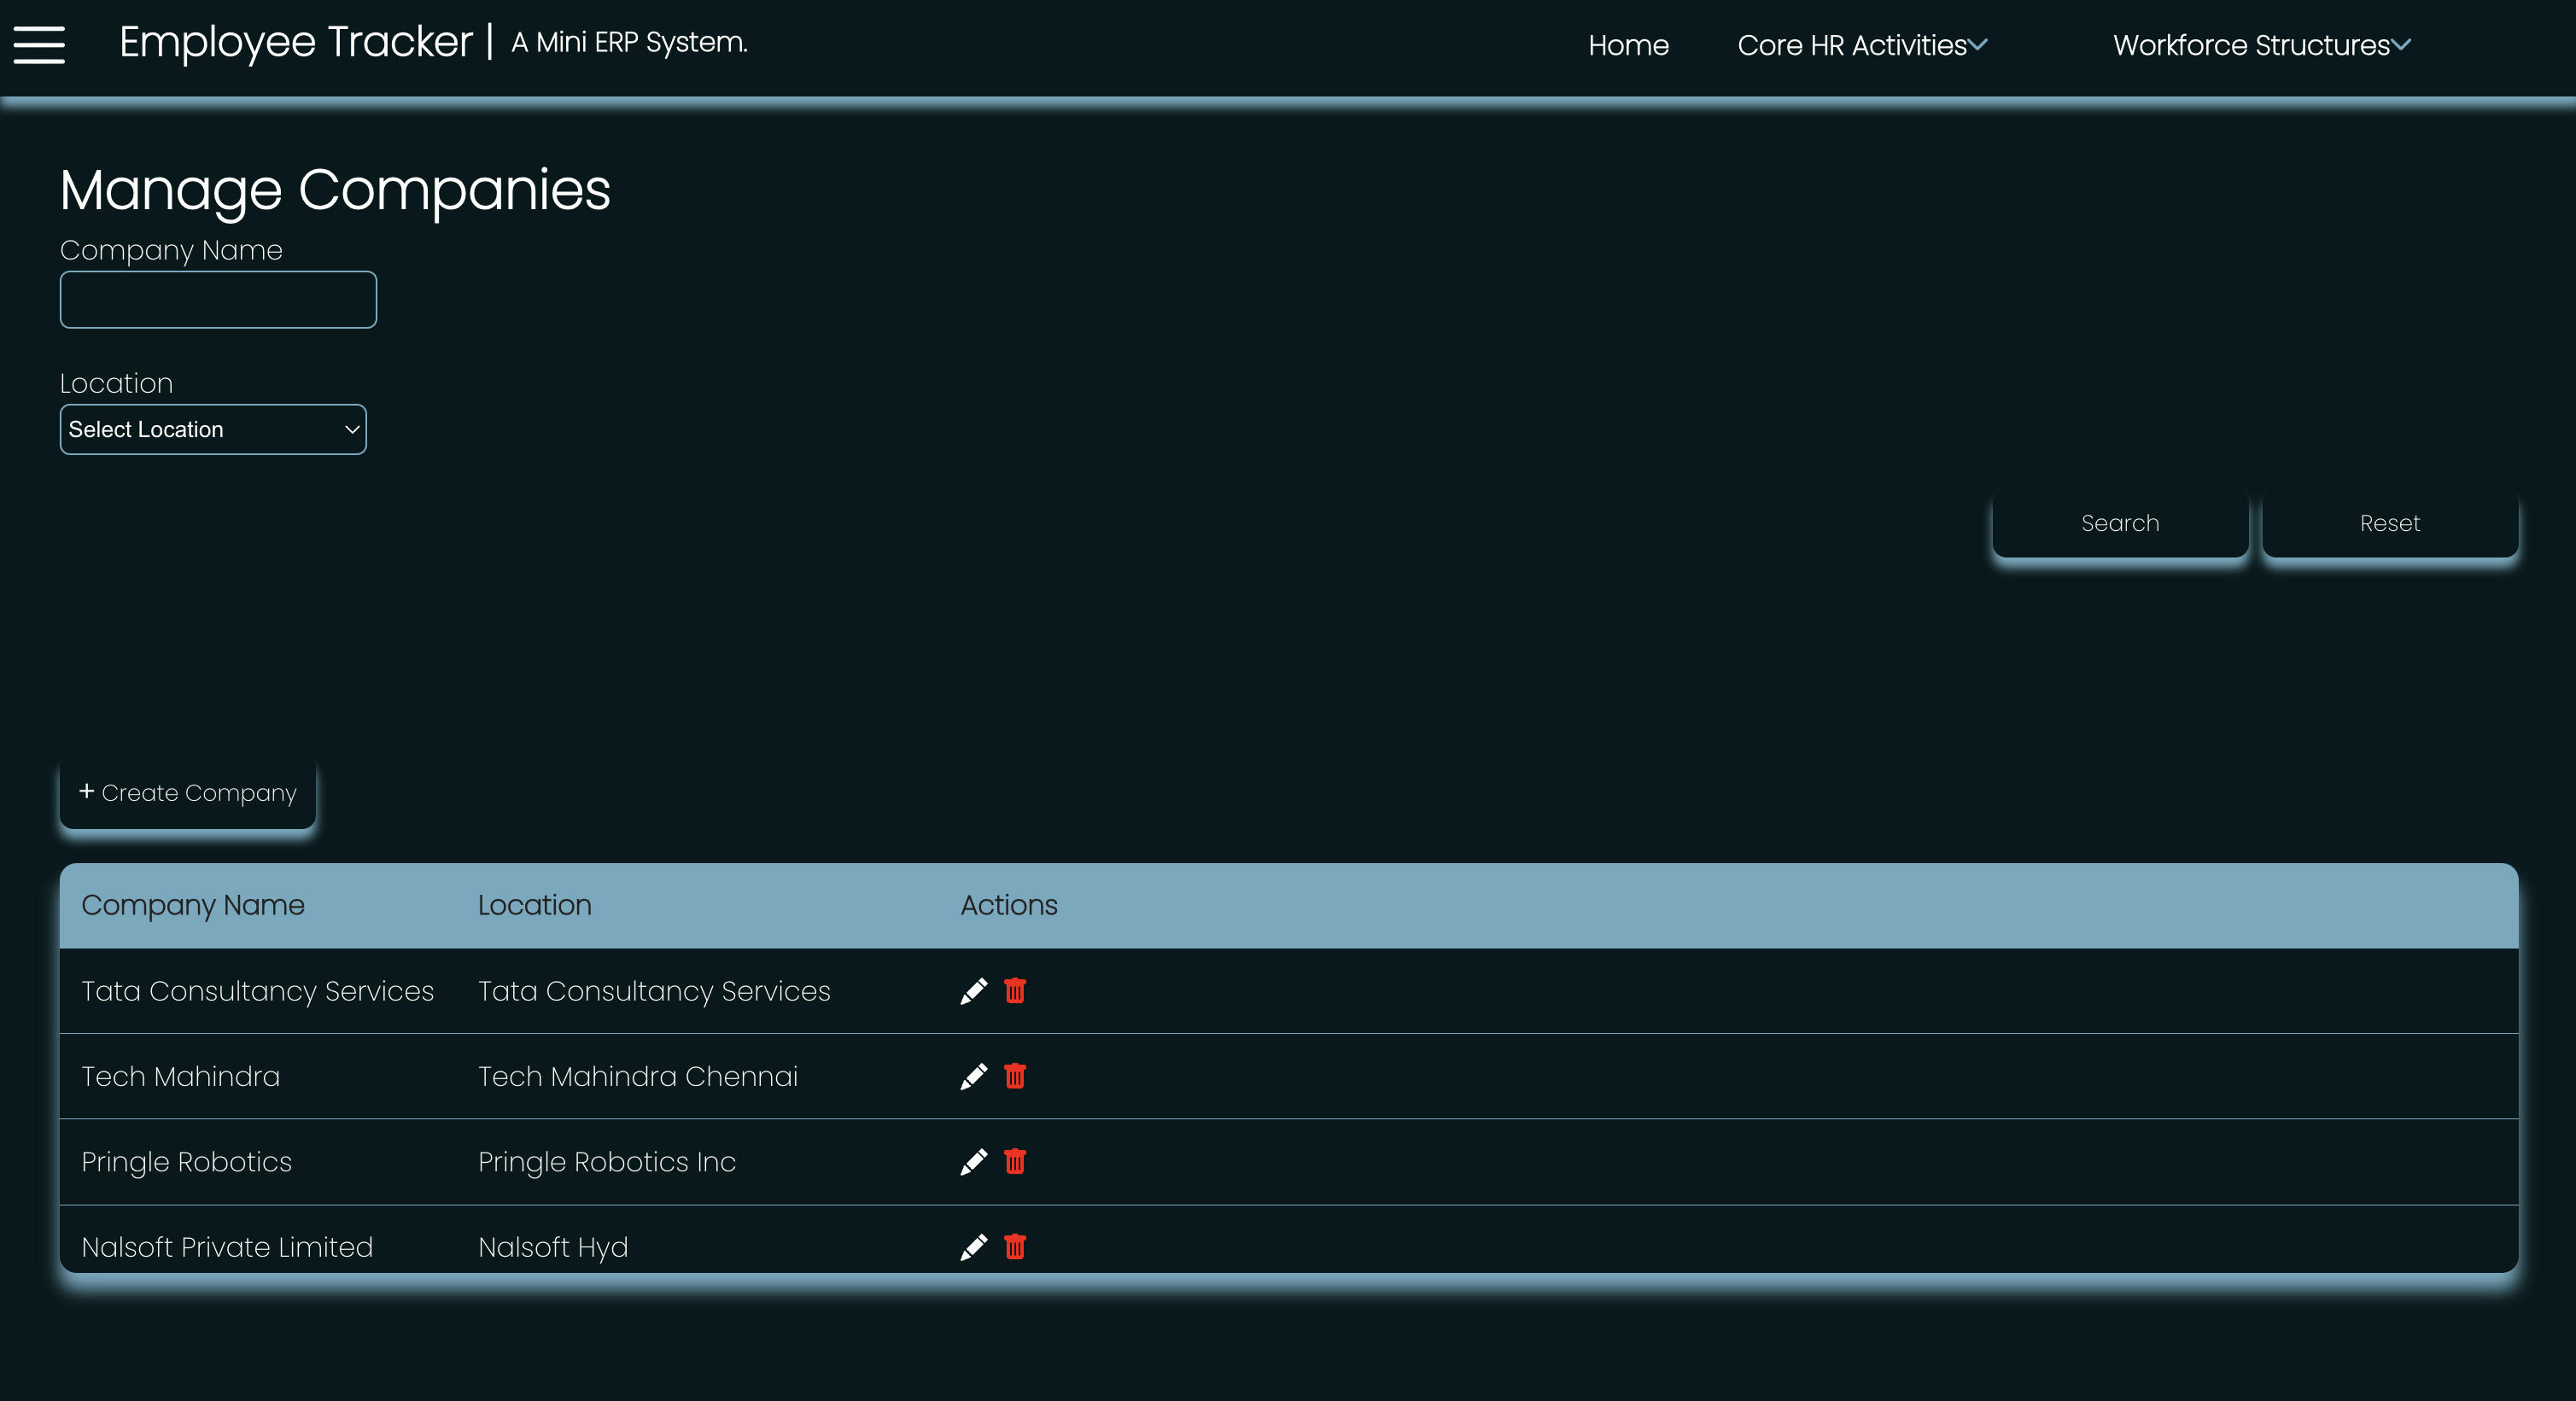 Employee Tracker | A Mini ERP System.
Home Core HR Activities Workforce Structures
Manage Companies
Company Name
Location
Select Location
Search Reset
+ Create Company
Company Name Location Actions
Tata Consultancy Services Tata Consultancy Services
Tech Mahindra Tech Mahindra Chennai
Pringle Robotics Pringle Robotics Inc
Nalsoft Private Limited Nalsoft Hyd